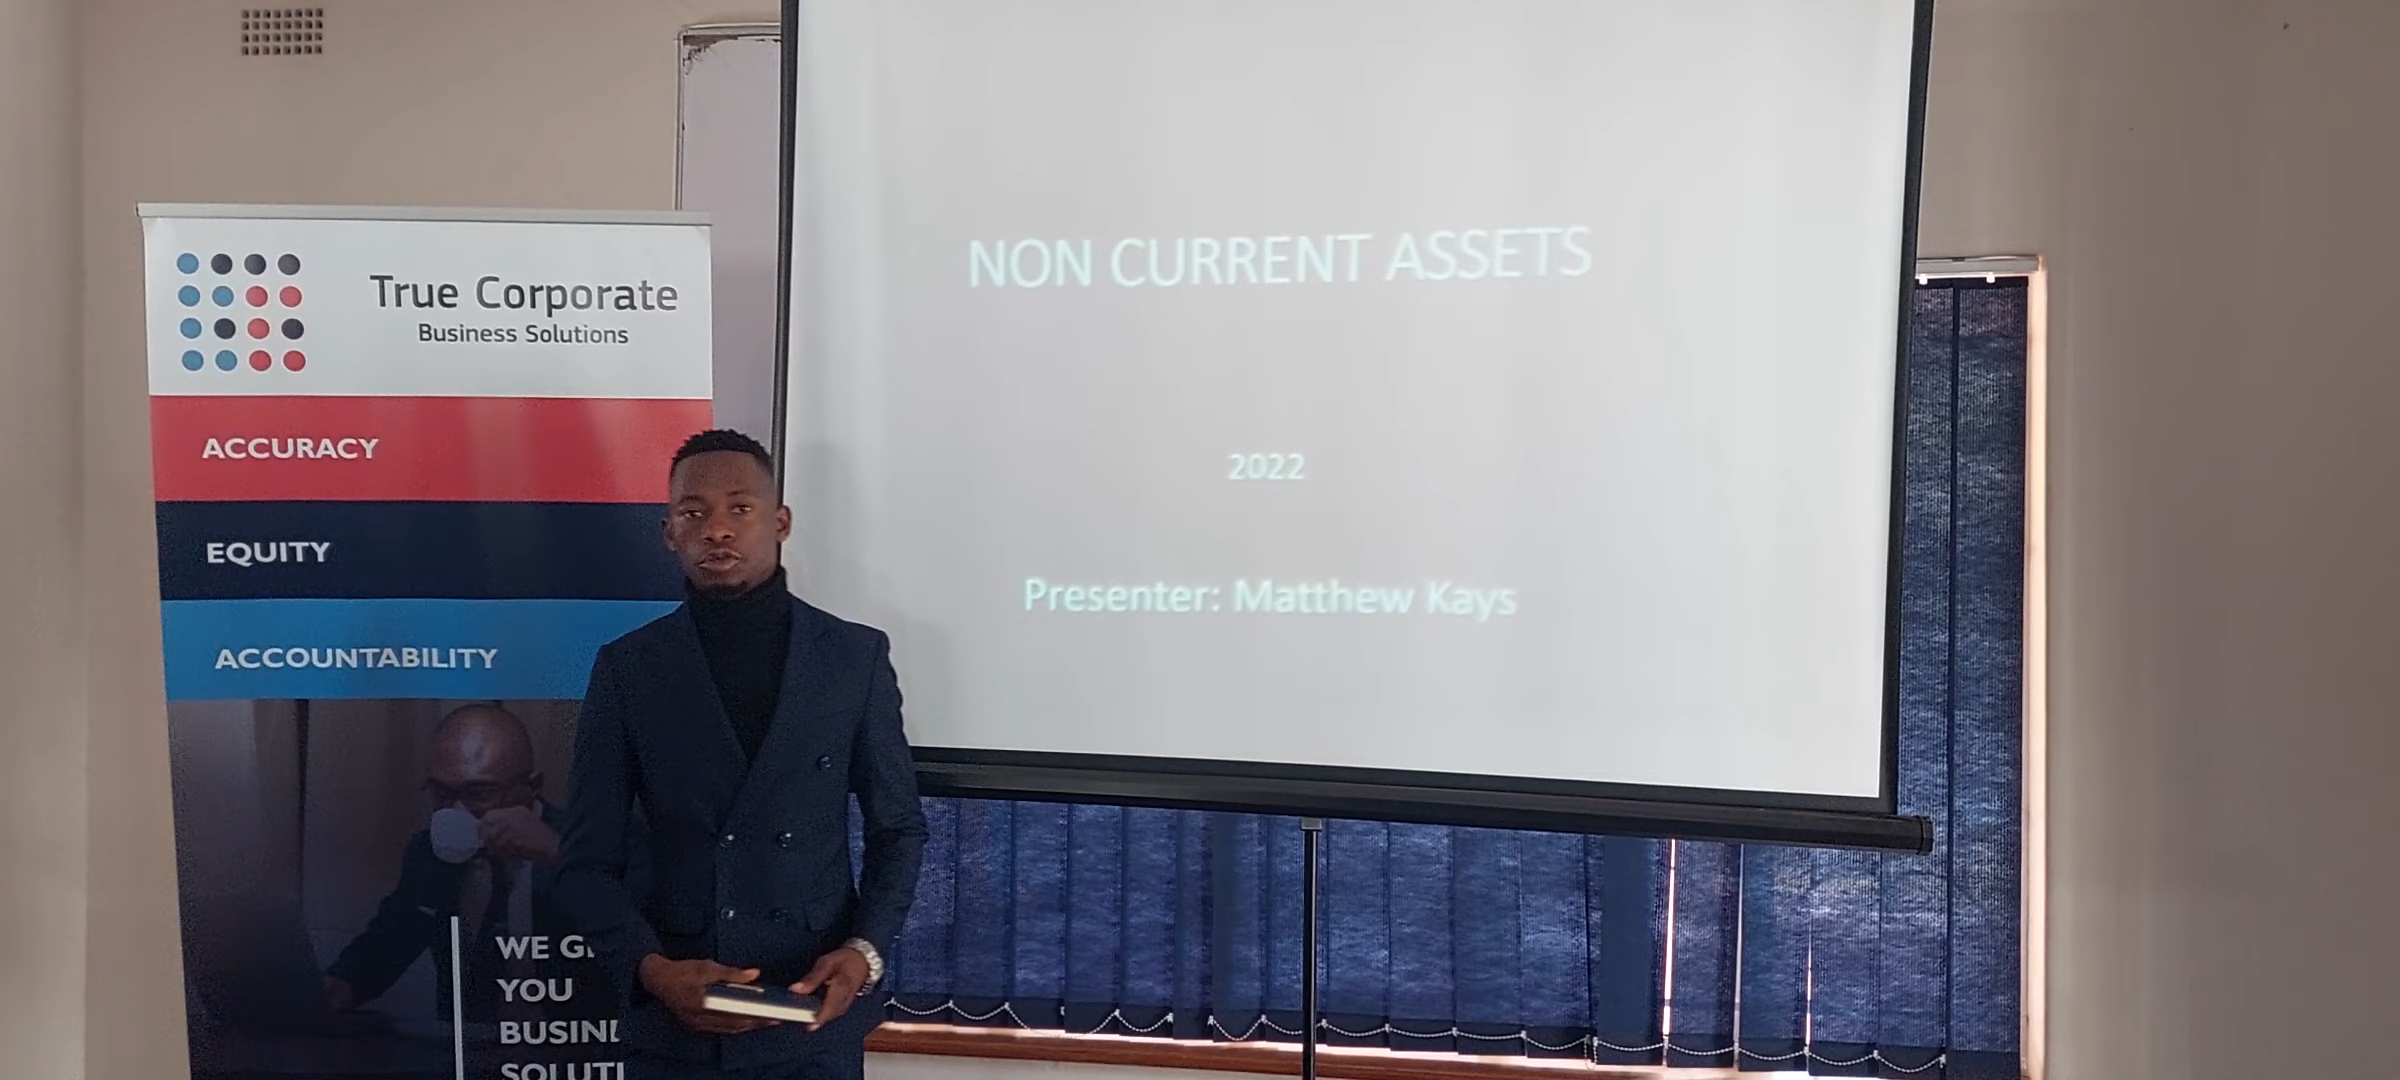 True Corporate
Business Solutions
ACCURACY
EQUITY
ACCOUNTABILITY
WE
YOU
NON CURRENT ASSETS
2022
Presenter: Matthew Kays